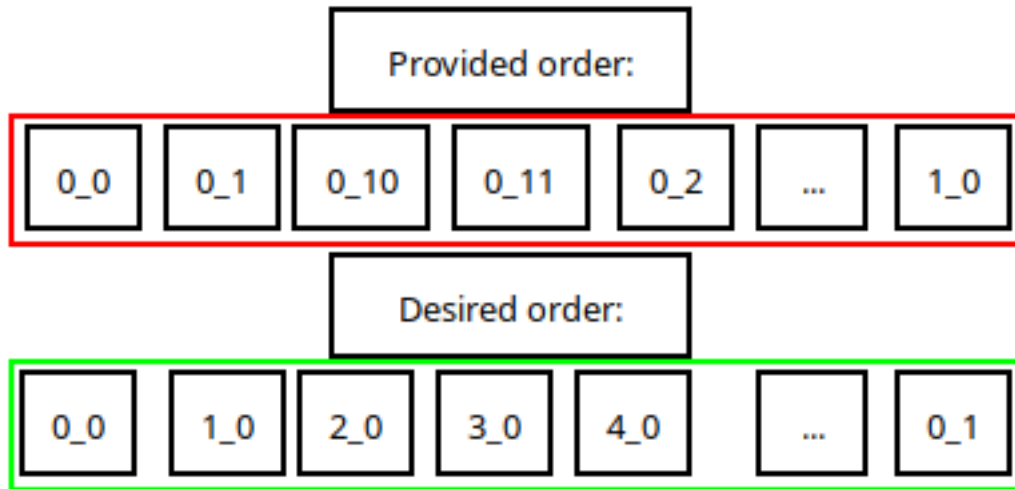 Provided order:
0_0 0_1 0_10 0_11 0_2 ... 1_0
Desired order:
0_0 1_0 2_0 3_0 4_0 ... 0_1